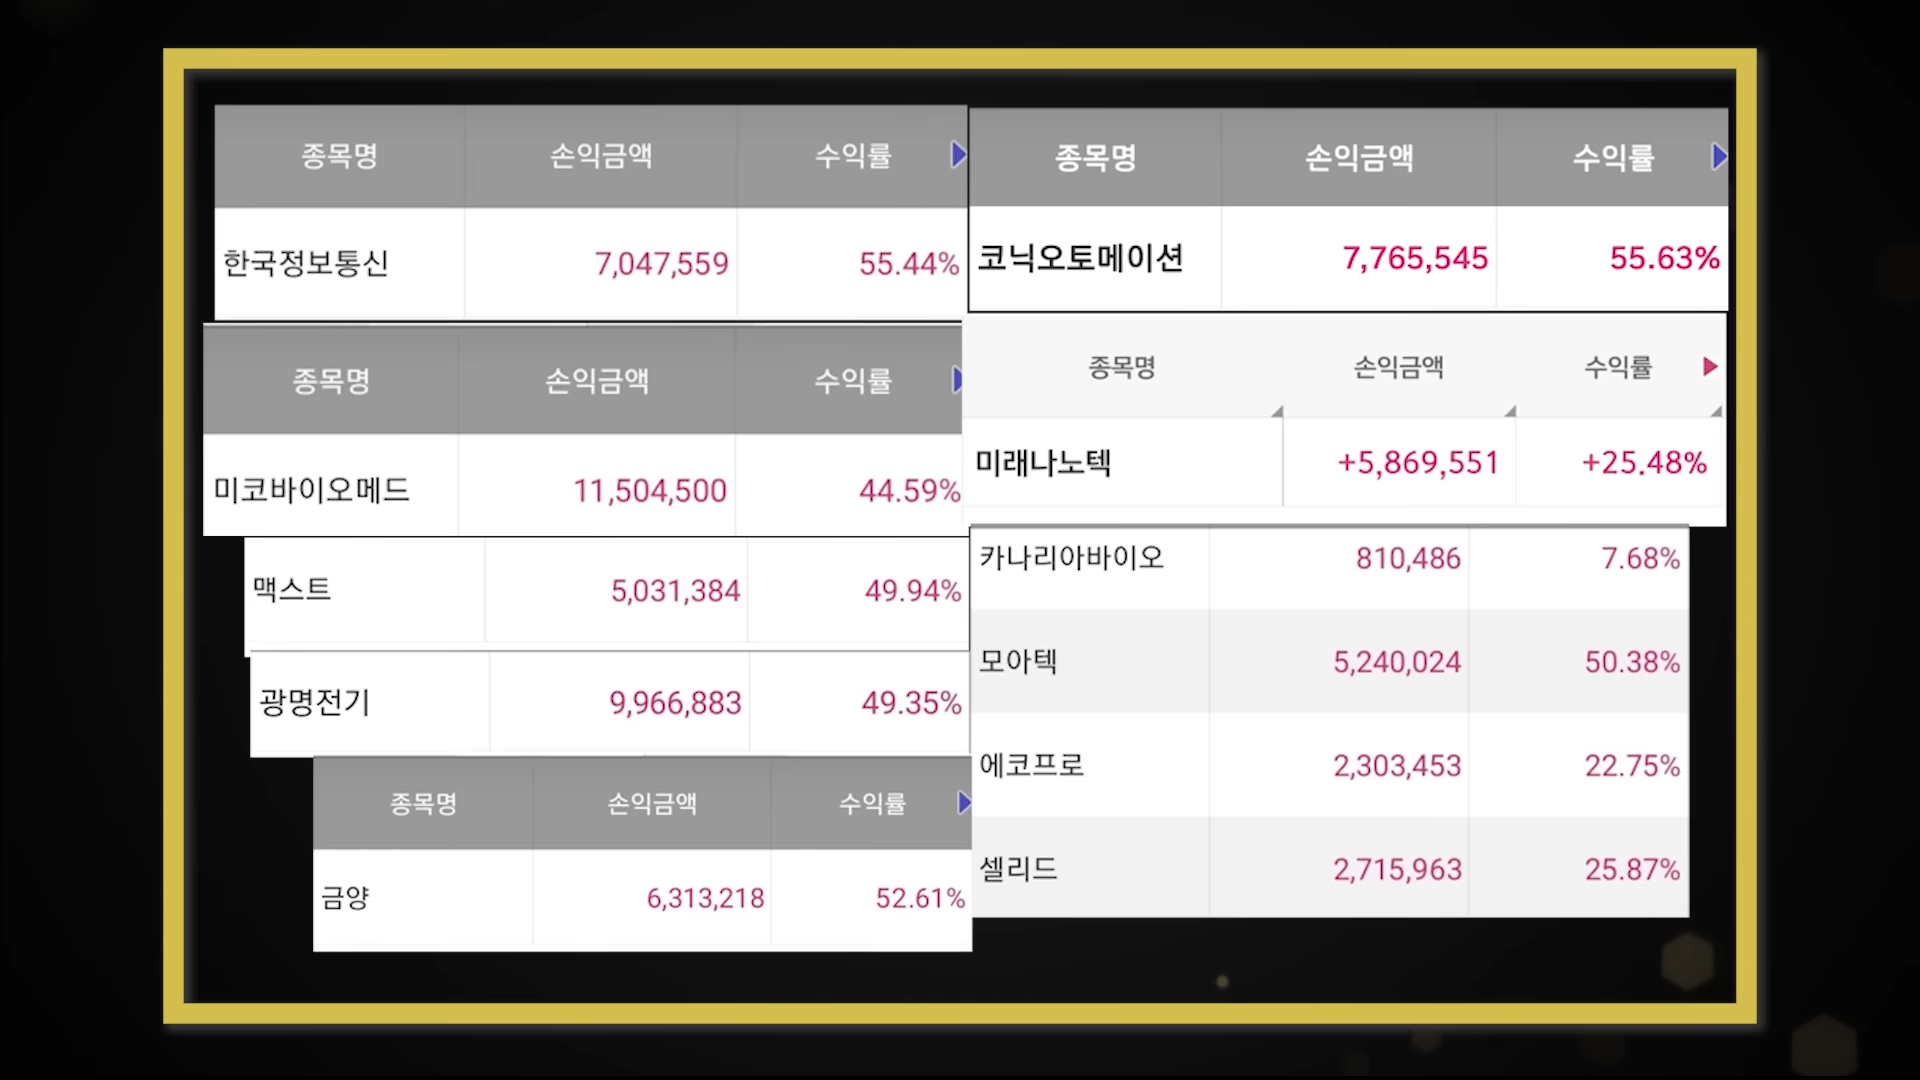 종목명 손익금액 수익률
한국정보통신 7,047,559 55.44%
종목명 손익금액 수익률
미코바이오메드 11,504,500 44.59%
맥스트 5,031,384 49.94%
광명전기 9,966,883 49.35%
종목명 손익금액 수익률
금양 6,313,218 52.61%
종목명 손익금액 수익률
코닉오토메이션 7,765,545 55.63%
종목명 손익금액 수익률
미래나노텍 +5,869,551 +25.48%
카나리아바이오 810,486 7.68%
모아텍 5,240,024 50.38%
에코프로 2,303,453 22.75%
셀리드 2,715,963 25.87%